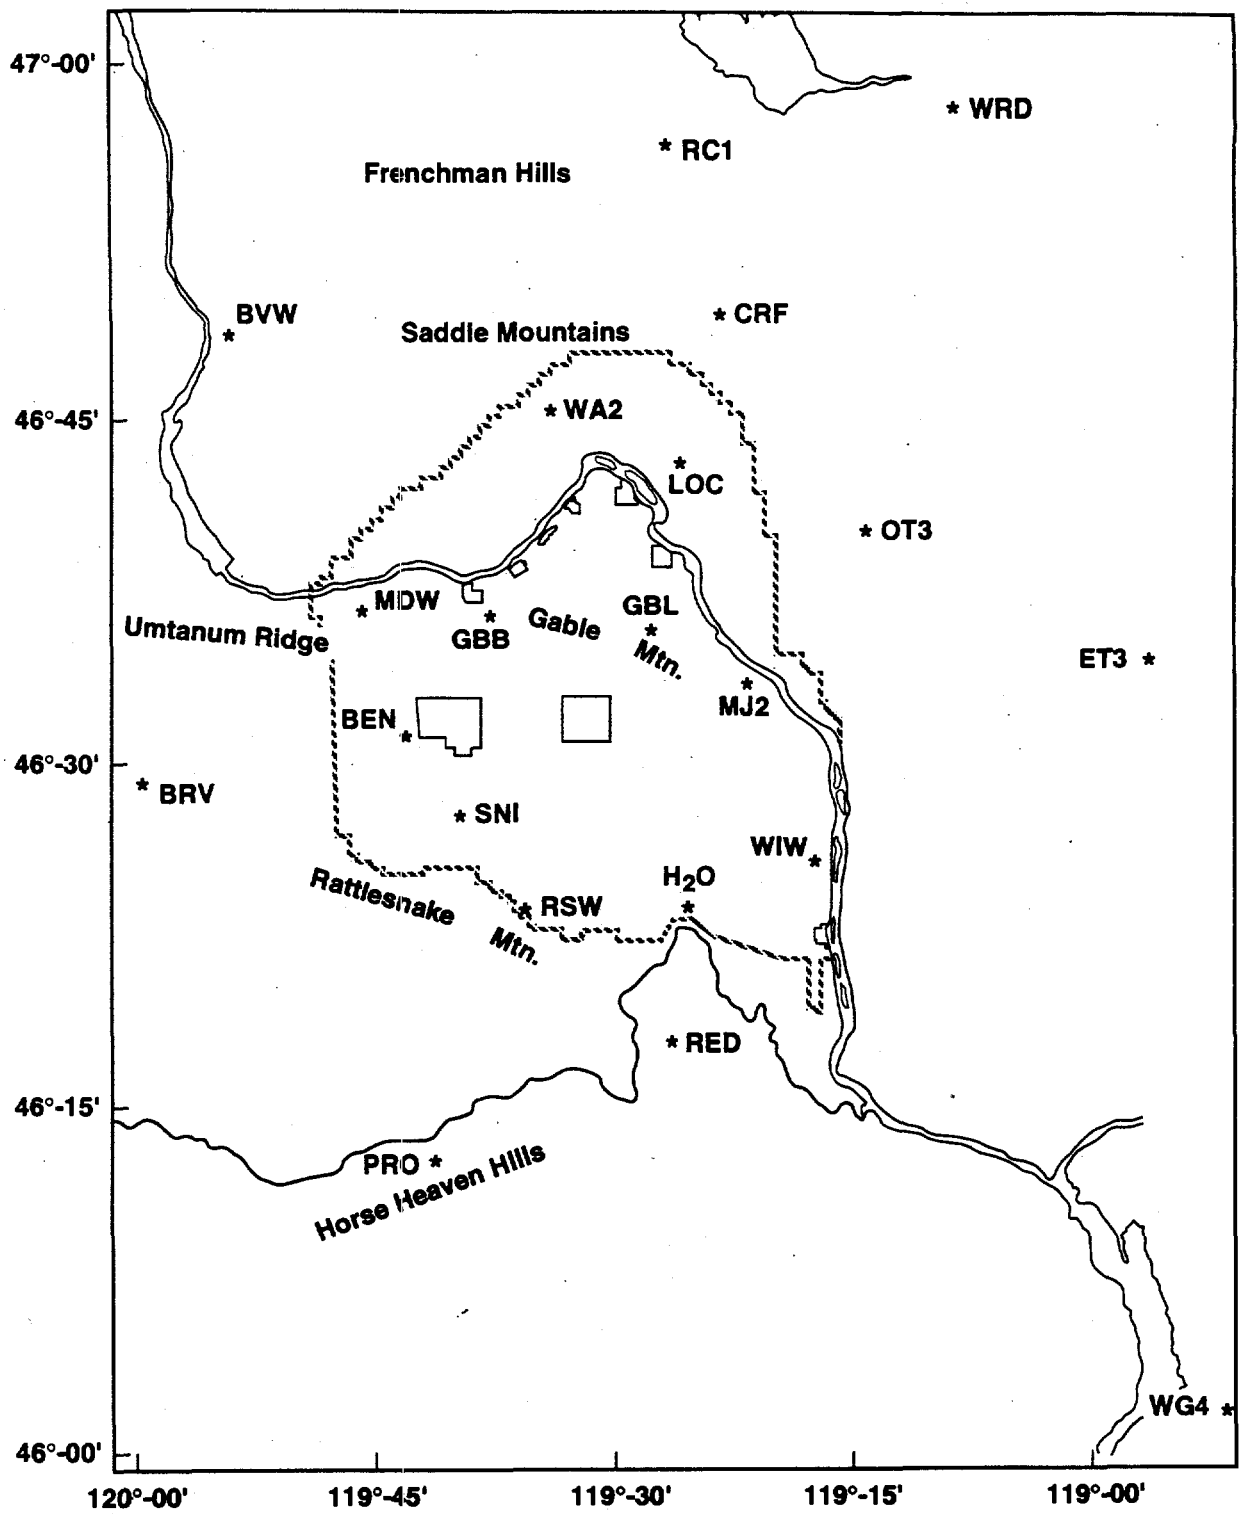 47°-00'
* WRD
* RC1
Frenchman Hills
BVW
*
* CRF
Saddle Mountains
46°-45'
* WA2
*
LOC
* OT3
* MDW
*
GBB
Gable
Mtn.
GBL
*
Umtanum Ridge
ET3 *
*
MJ2
BEN
*
46°-30'
* BRV
* SNI
WIW
*
H₂O
*
Rattlesnake
Mtn.
* RSW
* RED
46°-15'
PRO *
Horse Heaven Hills
WG4 *
46°-00'
120°-00'
119°-45'
119°-30'
119°-15'
119°-00'